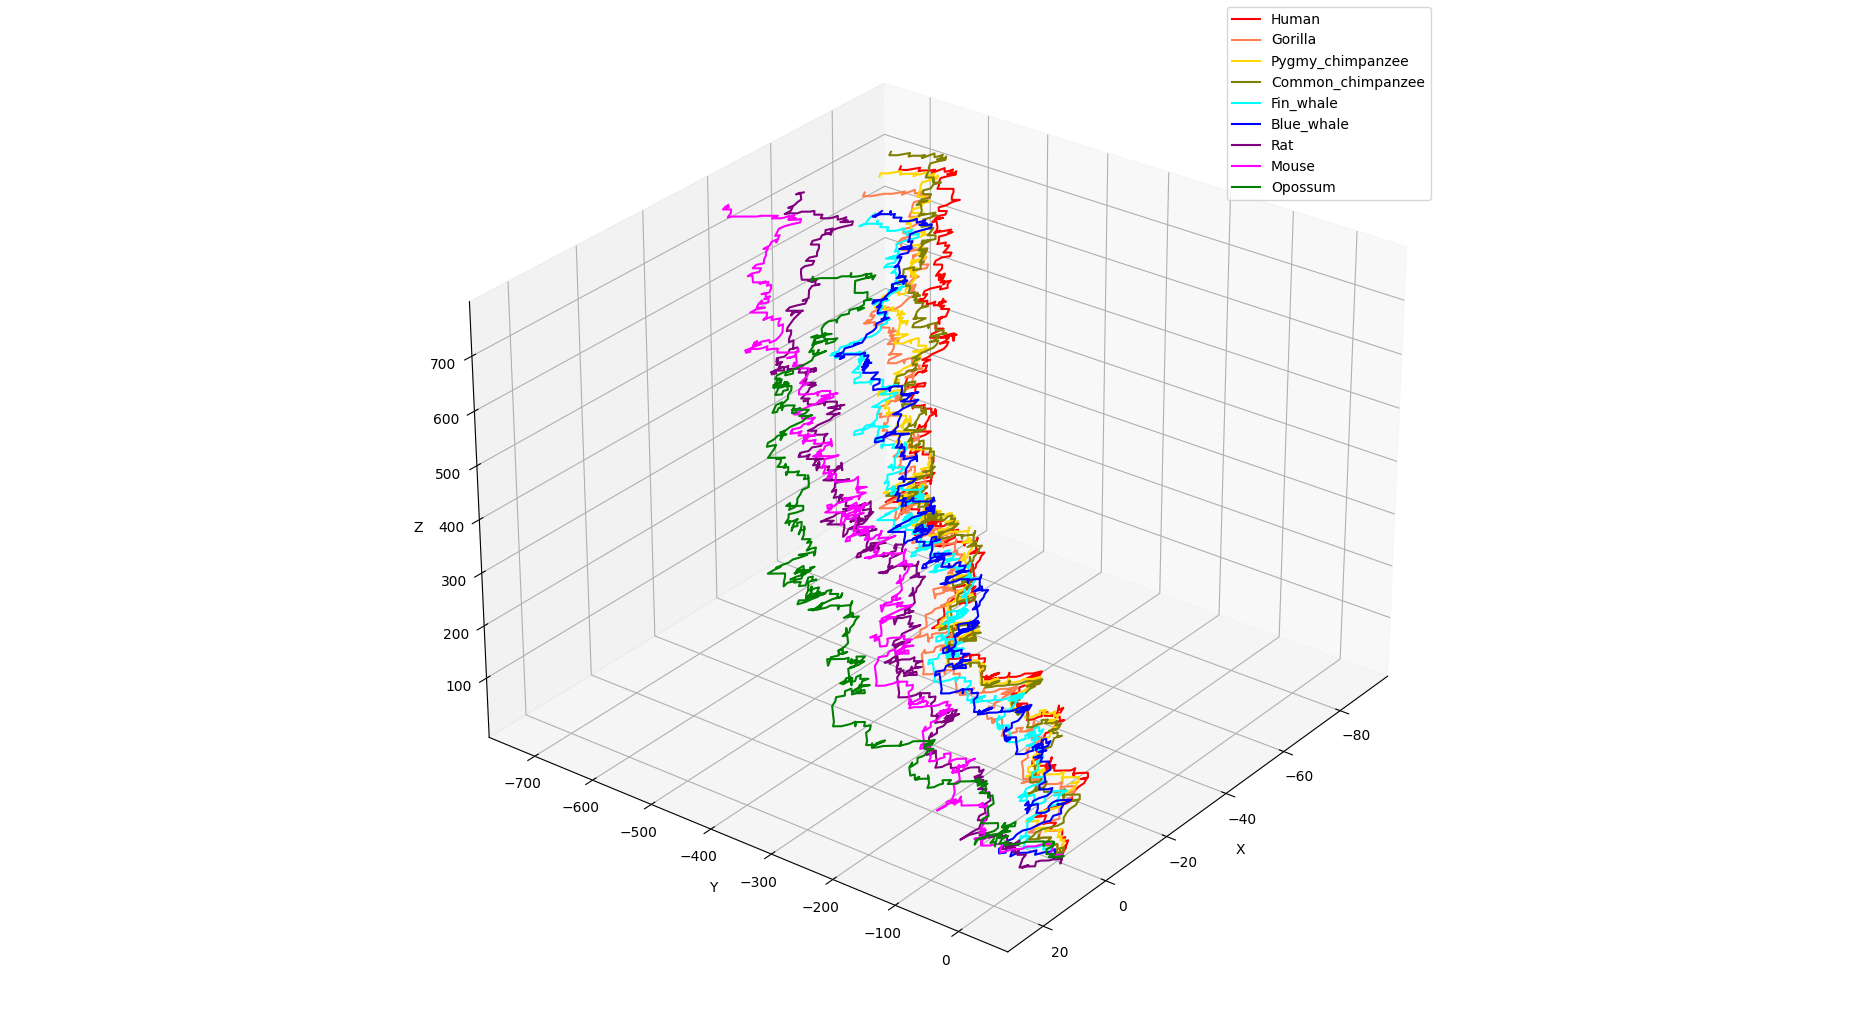 Human
Gorilla
Pygmy_chimpanzee
Common_chimpanzee
Fin_whale
Blue_whale
Rat
Mouse
Opossum
700
600
500
Z 400
300
200
100
−700
−600
−500
−400
−300
−200
−100
0
Y
−80
−60
−40
−20
0
20
X